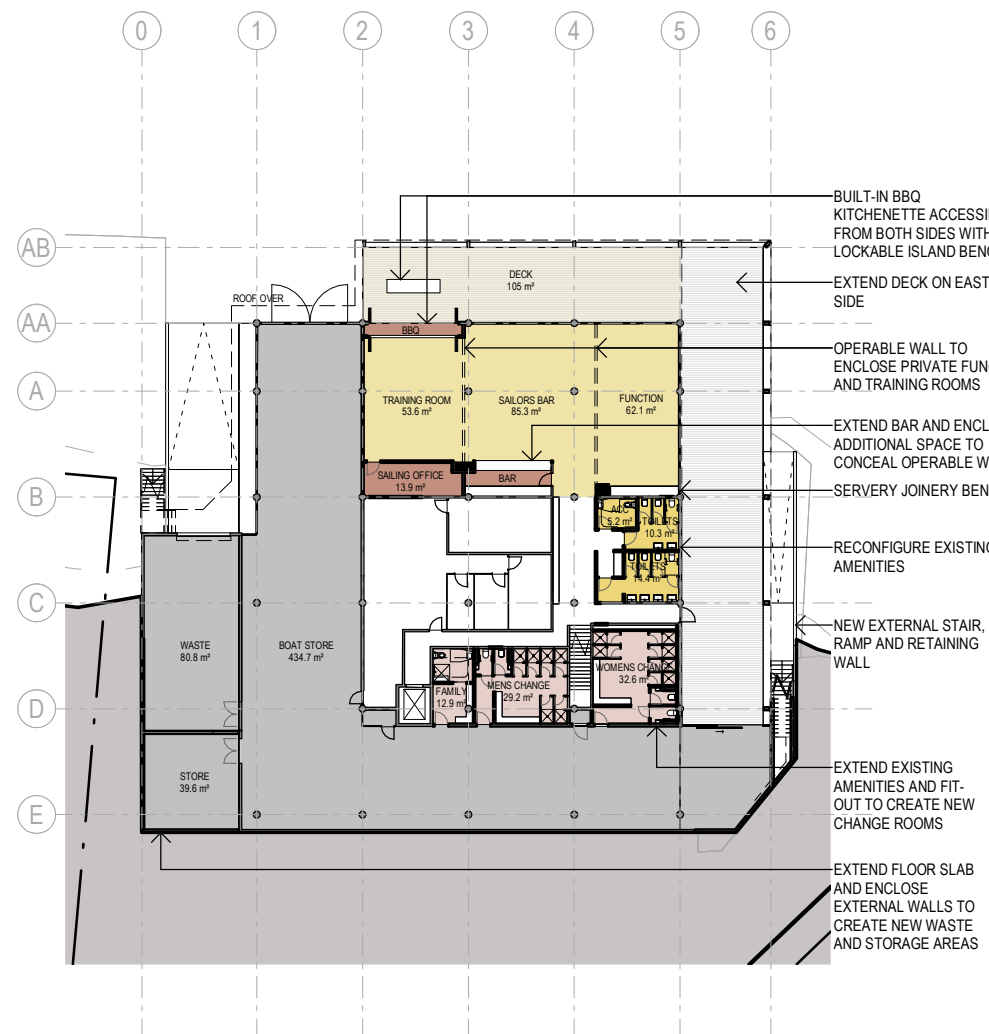 0 1 2 3 4 5 6
BUILT-IN BBQ
KITCHENETTE ACCESSI
FROM BOTH SIDES WITH
LOCKABLE ISLAND BENC
AB
DECK
105 m²
EXTEND DECK ON EAST
SIDE
ROOF OVER
AA
BBQ
OPERABLE WALL TO
ENCLOSE PRIVATE FUN
AND TRAINING ROOMS
A
TRAINING ROOM
53.6 m²
SAILORS BAR
85.3 m²
FUNCTION
62.1 m²
EXTEND BAR AND ENCL
ADDITIONAL SPACE TO
CONCEAL OPERABLE W
SAILING OFFICE
13.9 m²
BAR
B
SERVERY JOINERY BEN
ACC
5.2 m²
TOILETS
10.3 m²
RECONFIGURE EXISTING
AMENITIES
TOILETS
14.4 m²
C
NEW EXTERNAL STAIR,
RAMP AND RETAINING
WALL
WASTE
80.8 m²
BOAT STORE
434.7 m²
WOMENS CHANGE
32.6 m²
FAMILY
12.9 m²
MENS CHANGE
29.2 m²
D
EXTEND EXISTING
AMENITIES AND FIT-
OUT TO CREATE NEW
CHANGE ROOMS
STORE
39.6 m²
E
EXTEND FLOOR SLAB
AND ENCLOSE
EXTERNAL WALLS TO
CREATE NEW WASTE
AND STORAGE AREAS